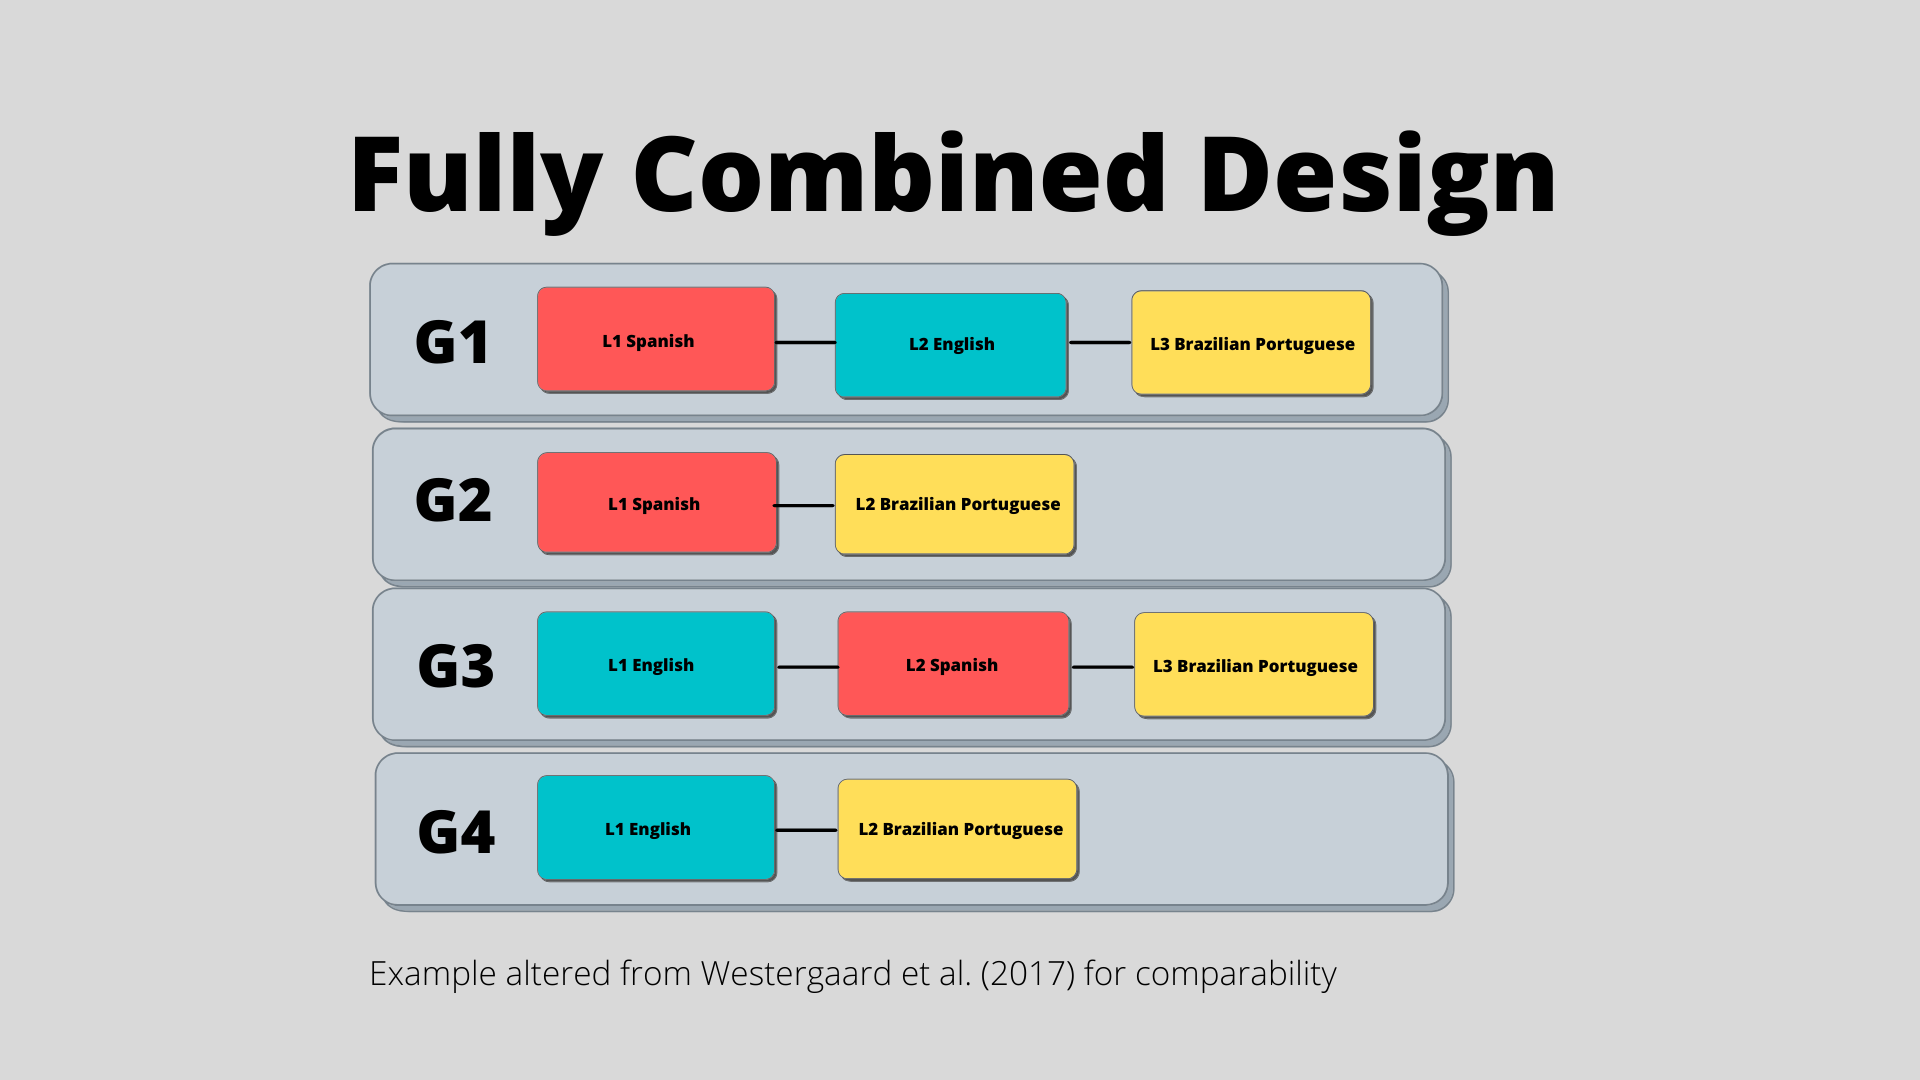 Fully Combined Design
G1
L1 Spanish
L2 English
L3 Brazilian Portuguese
G2
L1 Spanish
L2 Brazilian Portuguese
G3
L1 English
L2 Spanish
L3 Brazilian Portuguese
G4
L1 English
L2 Brazilian Portuguese
Example altered from Westergaard et al. (2017) for comparability